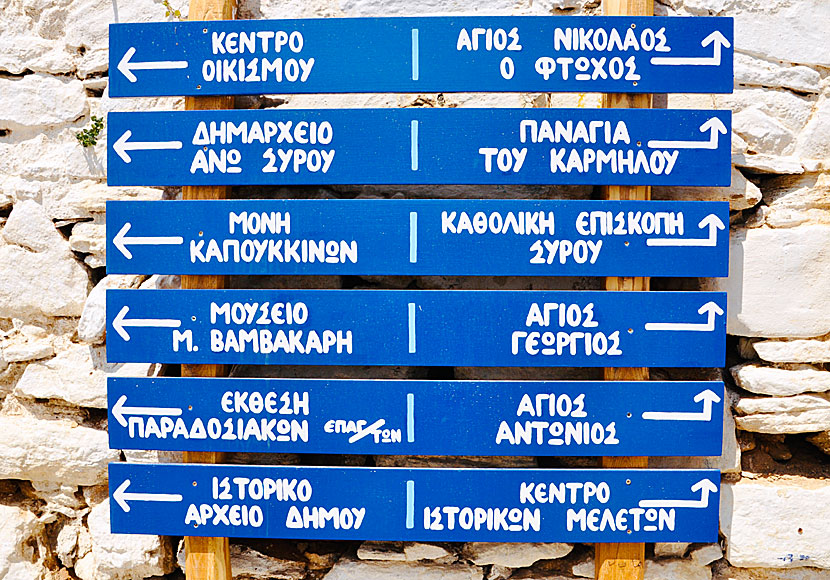 ΚΕΝΤΡΟ
ΟΙΚΙΣΜΟΥ
ΑΓΙΟΣ ΝΙΚΟΛΑΟΣ
Ο ΦΤΩΧΟΣ
ΔΗΜΑΡΧΕΙΟ
ΑΝΩ ΣΥΡΟΥ
ΠΑΝΑΓΙΑ
ΤΟΥ ΚΑΡΜΗΛΟΥ
ΜΟΝΗ
ΚΑΠΟΥΚΚΙΝΩΝ
ΚΑΘΟΛΙΚΗ ΕΠΙΣΚΟΠΗ
ΣΥΡΟΥ
ΜΟΥΣΕΙΟ
Μ. ΒΑΜΒΑΚΑΡΗ
ΑΓΙΟΣ
ΓΕΩΡΓΙΟΣ
ΕΚΘΕΣΗ
ΠΑΡΑΔΟΣΙΑΚΩΝ ΕΠΑΓ/ΤΩΝ
ΑΓΙΟΣ
ΑΝΤΩΝΙΟΣ
ΙΣΤΟΡΙΚΟ
ΑΡΧΕΙΟ ΔΗΜΟΥ
ΚΕΝΤΡΟ
ΙΣΤΟΡΙΚΩΝ ΜΕΛΕΤΩΝ